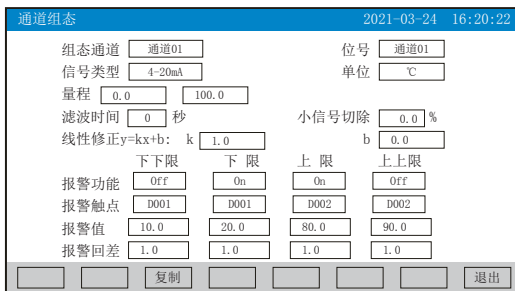 通道组态 2021-03-24 16:20:22
组态通道 通道01 位号 通道01
信号类型 4-20mA 单位 ℃
量程 0.0 100.0
滤波时间 0 秒 小信号切除 0.0 %
线性修正y=kx+b: k 1.0 b 0.0
下下限 下 限 上 限 上上限
报警功能 Off On On Off
报警触点 DO01 DO01 DO02 DO02
报警值 10.0 20.0 80.0 90.0
报警回差 1.0 1.0 1.0 1.0
复制 退出